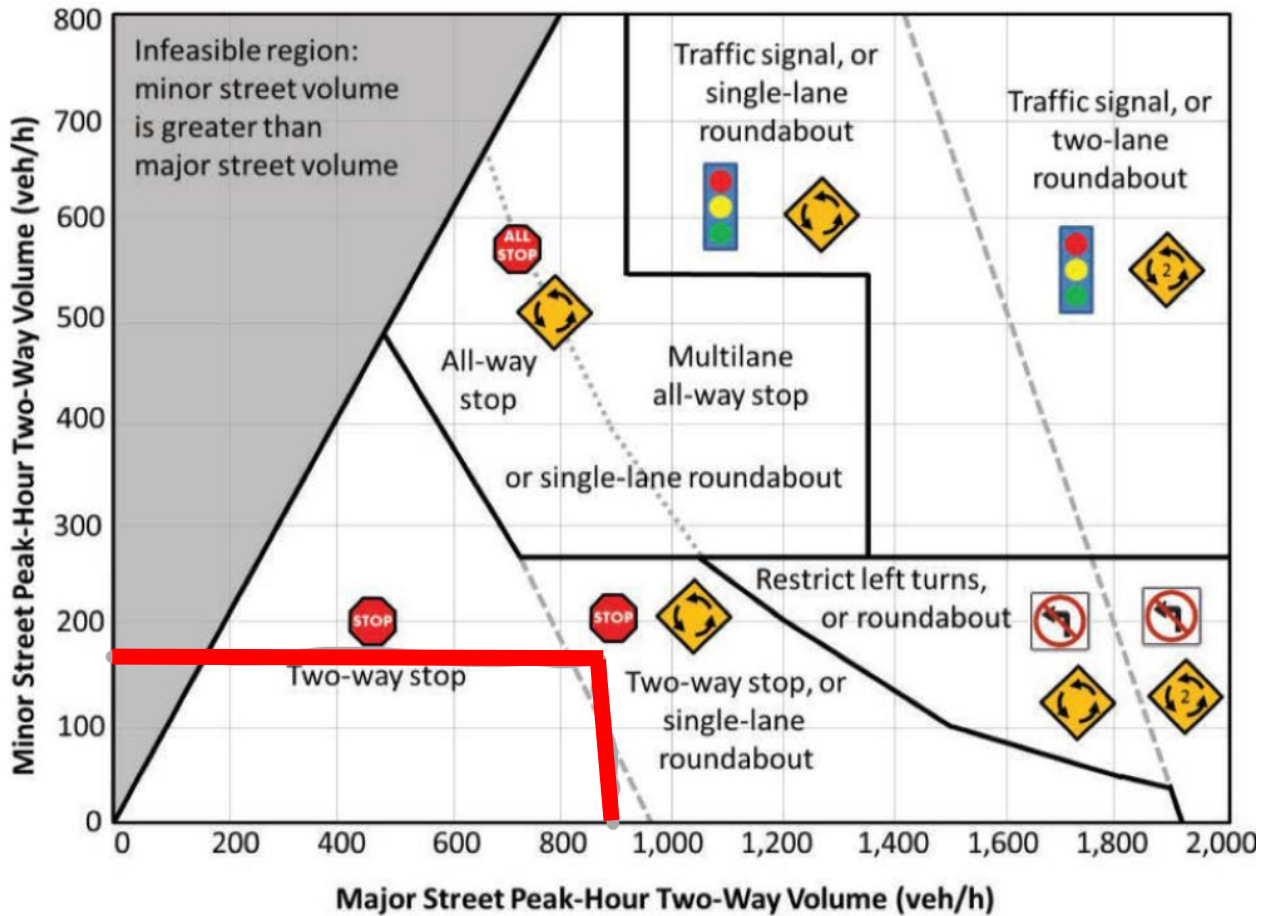 Minor Street Peak-Hour Two-Way Volume (veh/h)
800
700
600
500
400
300
200
100
0
Infeasible region:
minor street volume
is greater than
major street volume
Traffic signal, or
single-lane
roundabout
Traffic signal, or
two-lane
roundabout
2
ALL
STOP
All-way
stop
Multilane
all-way stop
or single-lane roundabout
STOP
Two-way stop
STOP
Two-way stop, or
single-lane
roundabout
Restrict left turns,
or roundabout
2
0
200
400
600
800
1,000
1,200
1,400
1,600
1,800
2,000
Major Street Peak-Hour Two-Way Volume (veh/h)